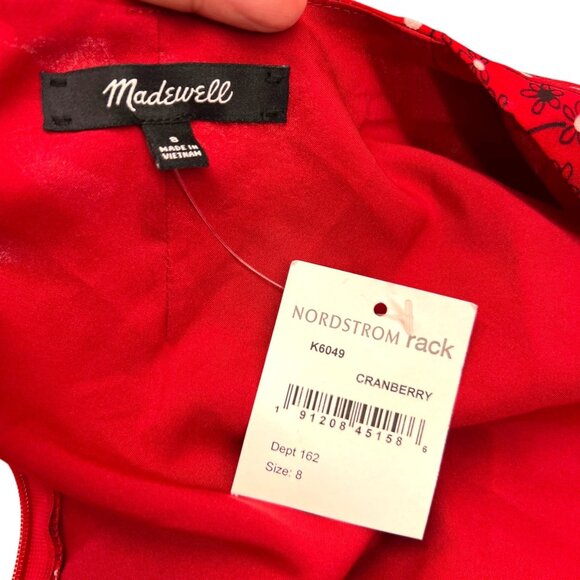 Madewell
8
MADE IN
VIETNAM
NORDSTROM rack
K6049
CRANBERRY
1 91208 45158 6
Dept 162
Size: 8